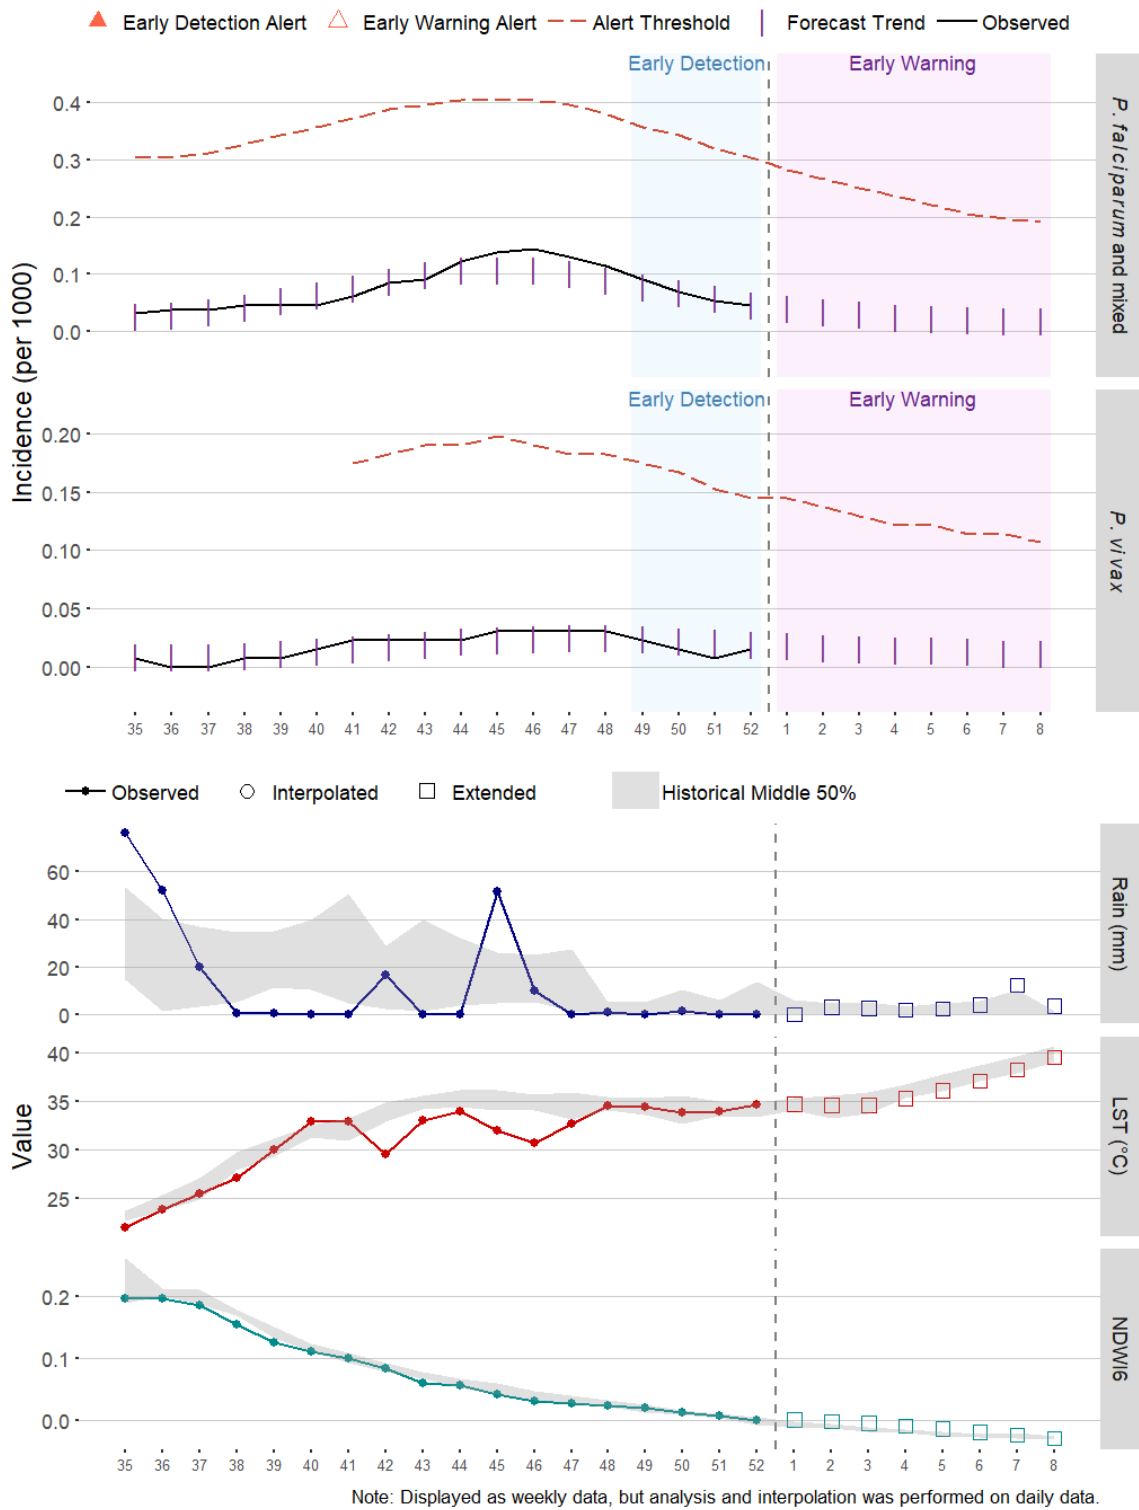 Early Detection Alert Early Warning Alert Alert Threshold Forecast Trend Observed
Early Detection Early Warning
0.4
0.3
0.2
0.1
0.0
P. falciparum and mixed
Incidence (per 1000)
Early Detection Early Warning
0.20
0.15
0.10
0.05
0.00
P. vivax
35 36 37 38 39 40 41 42 43 44 45 46 47 48 49 50 51 52 1 2 3 4 5 6 7 8
Observed Interpolated Extended Historical Middle 50%
60
40
20
0
Rain (mm)
Value
40
35
30
25
LST (°C)
0.2
0.1
0.0
NDWI6
35 36 37 38 39 40 41 42 43 44 45 46 47 48 49 50 51 52 1 2 3 4 5 6 7 8
Note: Displayed as weekly data, but analysis and interpolation was performed on daily data.